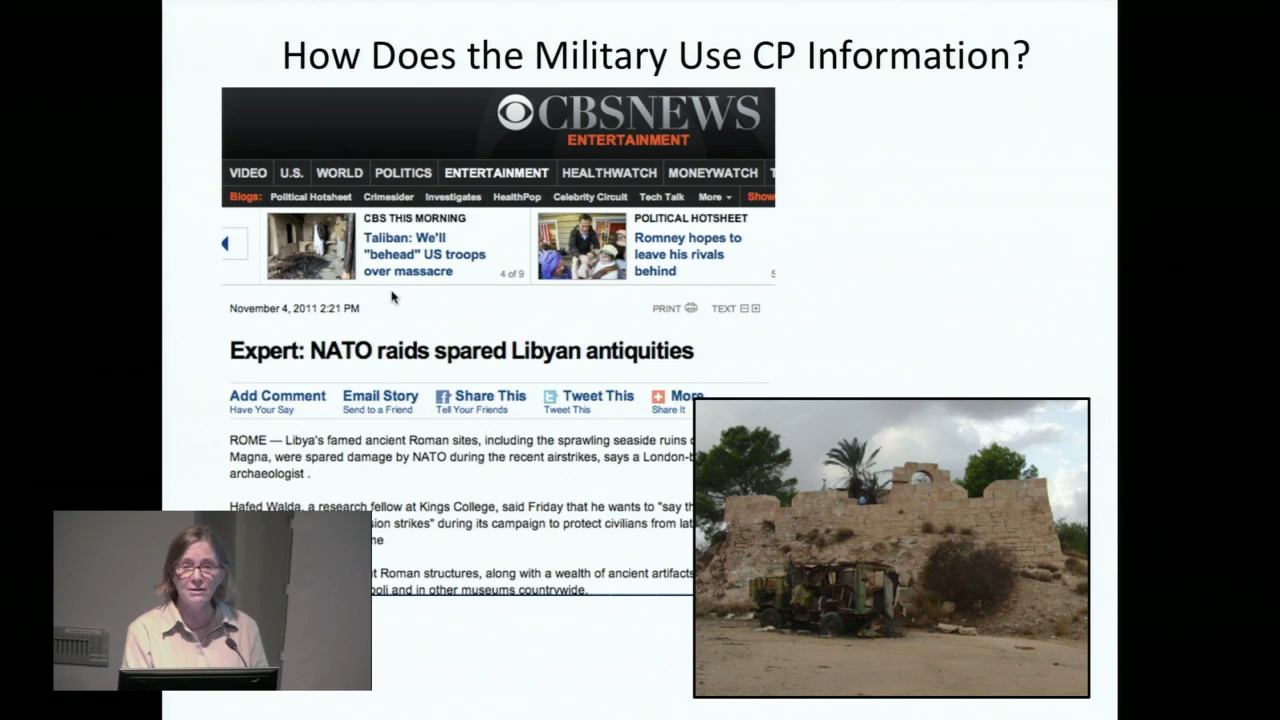 How Does the Military Use CP Information?
CBSNEWS
ENTERTAINMENT
VIDEO U.S. WORLD POLITICS ENTERTAINMENT HEALTHWATCH MONEYWATCH T
Blogs: Political Hotsheet Crimesider Investigates HealthPop Celebrity Circuit Tech Talk More Show
CBS THIS MORNING
Taliban: We'll
"behead" US troops
over massacre
4 of 9
POLITICAL HOTSHEET
Romney hopes to
leave his rivals
behind
5
November 4, 2011 2:21 PM
PRINT TEXT
Expert: NATO raids spared Libyan antiquities
Add Comment Email Story Share This Tweet This More
Have Your Say Send to a Friend Tell Your Friends Tweet This Share It
ROME — Libya's famed ancient Roman sites, including the sprawling seaside ruins
Magna, were spared damage by NATO during the recent airstrikes, says a London-
archaeologist .
Hafed Walda, a research fellow at Kings College, said Friday that he wants to "say
sion strikes" during its campaign to protect civilians from
me
t Roman structures, along with a wealth of ancient artifacts
oli and in other museums countrywide.